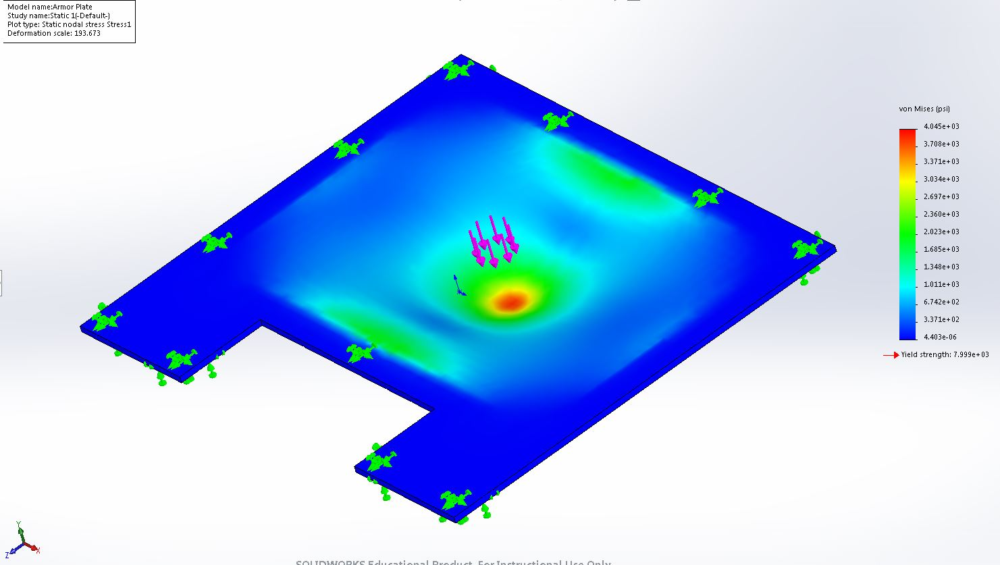 Model name:Armor Plate
Study name:Static 1(-Default-)
Plot type: Static nodal stress Stress1
Deformation scale: 193.673
von Mises (psi)
4.045e+03
3.708e+03
3.371e+03
3.034e+03
2.697e+03
2.360e+03
2.023e+03
1.685e+03
1.348e+03
1.011e+03
6.742e+02
3.371e+02
4.403e-06
Yield strength: 7.999e+03
Y
Z
X
SOLIDWORKS Educational Product. For Instructional Use Only.